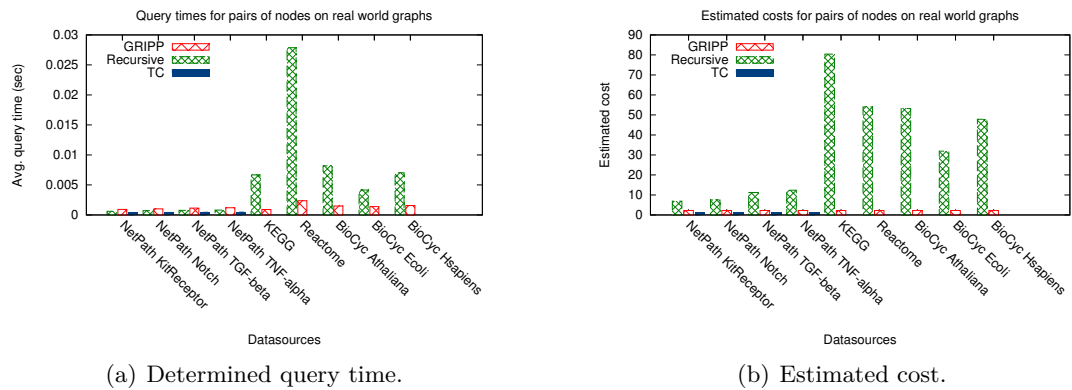 Query times for pairs of nodes on real world graphs
GRIPP
Recursive
TC
Avg. query time (sec)
0.03
0.025
0.02
0.015
0.01
0.005
0
NetPath KitReceptor
NetPath Notch
NetPath TGF-beta
NetPath TNF-alpha
KEGG
Reactome
BioCyc Athaliana
BioCyc Ecoli
BioCyc Hsapiens
Datasources
(a) Determined query time.
Estimated costs for pairs of nodes on real world graphs
GRIPP
Recursive
TC
Estimated cost
90
80
70
60
50
40
30
20
10
0
NetPath KitReceptor
NetPath Notch
NetPath TGF-beta
NetPath TNF-alpha
KEGG
Reactome
BioCyc Athaliana
BioCyc Ecoli
BioCyc Hsapiens
Datasources
(b) Estimated cost.